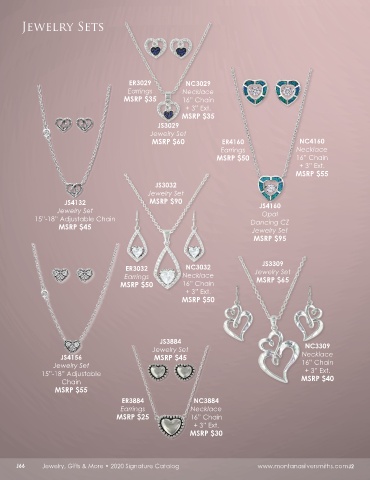 JEWELRY SETS
ER3029
Earrings
MSRP $35
NC3029
Necklace
16" Chain
+ 3" Ext.
MSRP $35
JS3029
Jewelry Set
MSRP $60
ER4160
Earrings
MSRP $50
NC4160
Necklace
16" Chain
+ 3" Ext.
MSRP $55
JS4160
Opal
Dancing CZ
Jewelry Set
MSRP $95
JS4132
Jewelry Set
15"-18" Adjustable Chain
MSRP $45
JS3032
Jewelry Set
MSRP $90
ER3032
Earrings
MSRP $50
NC3032
Necklace
16" Chain
+ 3" Ext.
MSRP $50
JS3309
Jewelry Set
MSRP $65
NC3309
Necklace
16" Chain
+ 3" Ext.
MSRP $40
JS4156
Jewelry Set
15"-18" Adjustable
Chain
MSRP $55
JS3884
Jewelry Set
MSRP $45
ER3884
Earrings
MSRP $25
NC3884
Necklace
16" Chain
+ 3" Ext.
MSRP $30
J44 Jewelry, Gifts & More • 2020 Signature Catalog www.montanasilversmiths.com